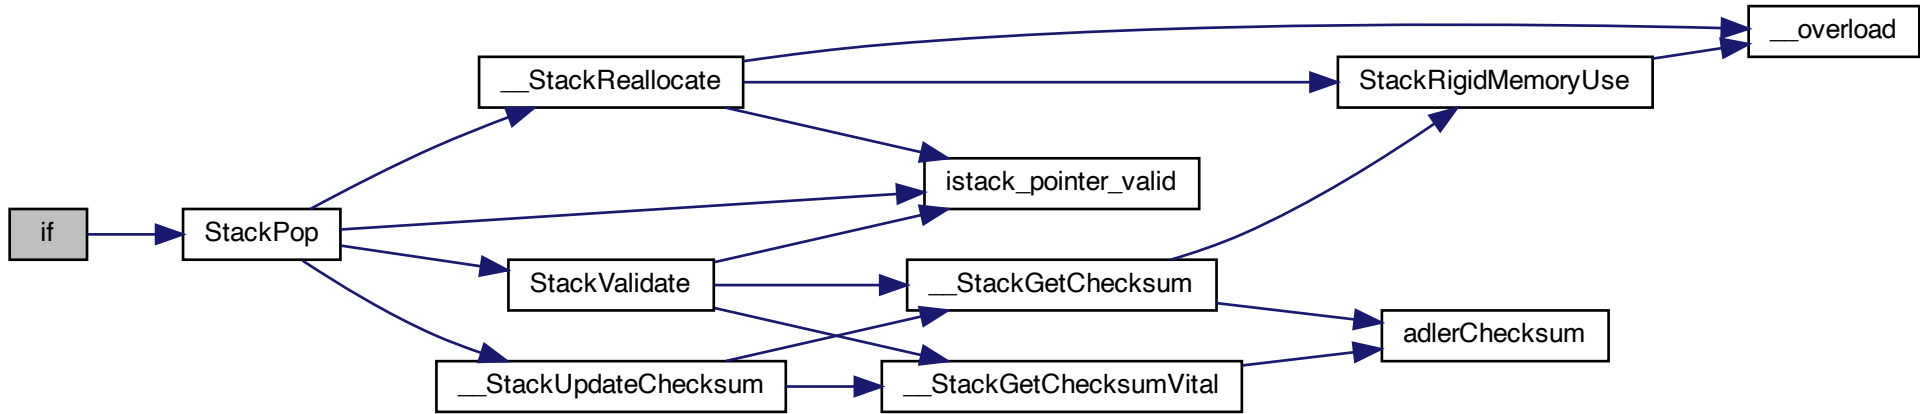 if
StackPop
__StackReallocate
StackValidate
__StackUpdateChecksum
istack_pointer_valid
__StackGetChecksum
__StackGetChecksumVital
StackRigidMemoryUse
adlerChecksum
__overload